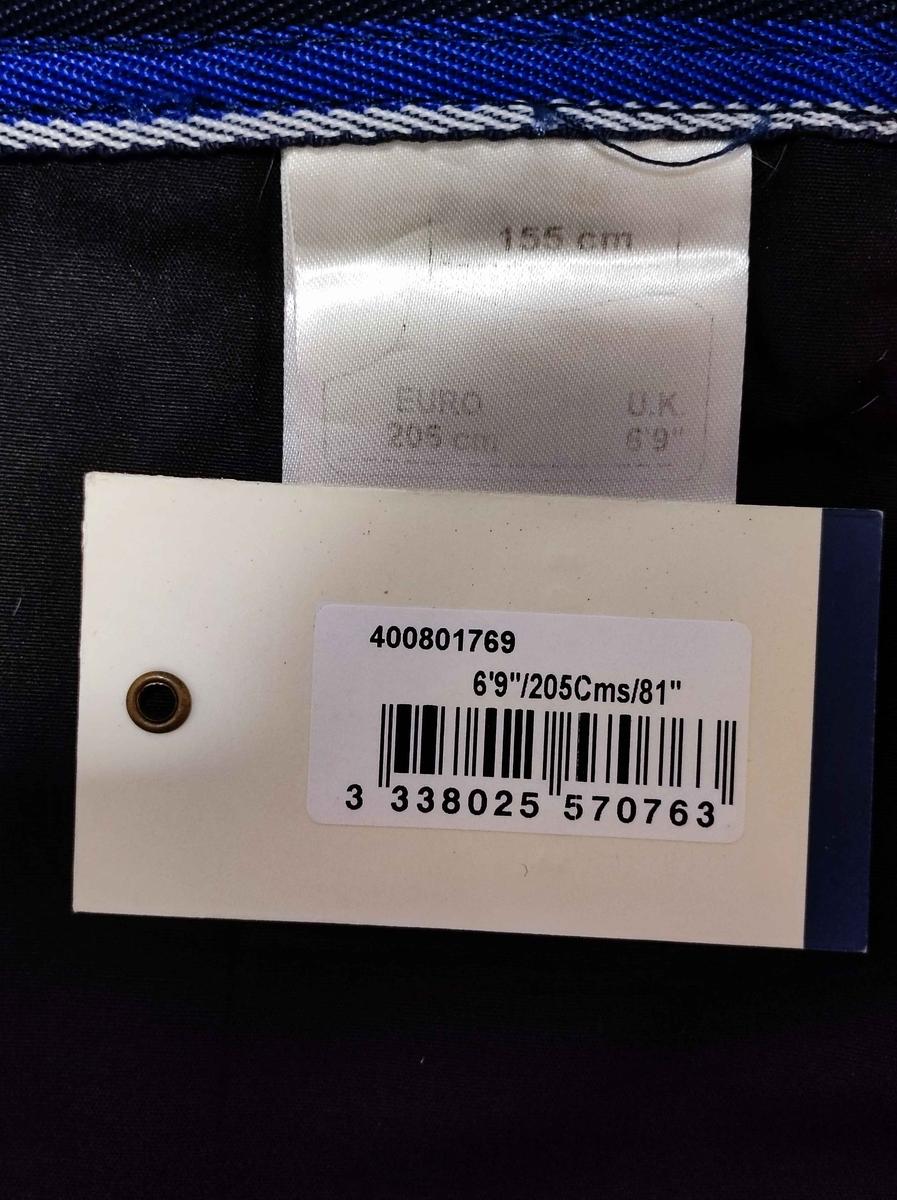 155 cm
EURO U.K.
205 cm 6'9"
400801769
6'9"/205Cms/81"
3 338025 570763